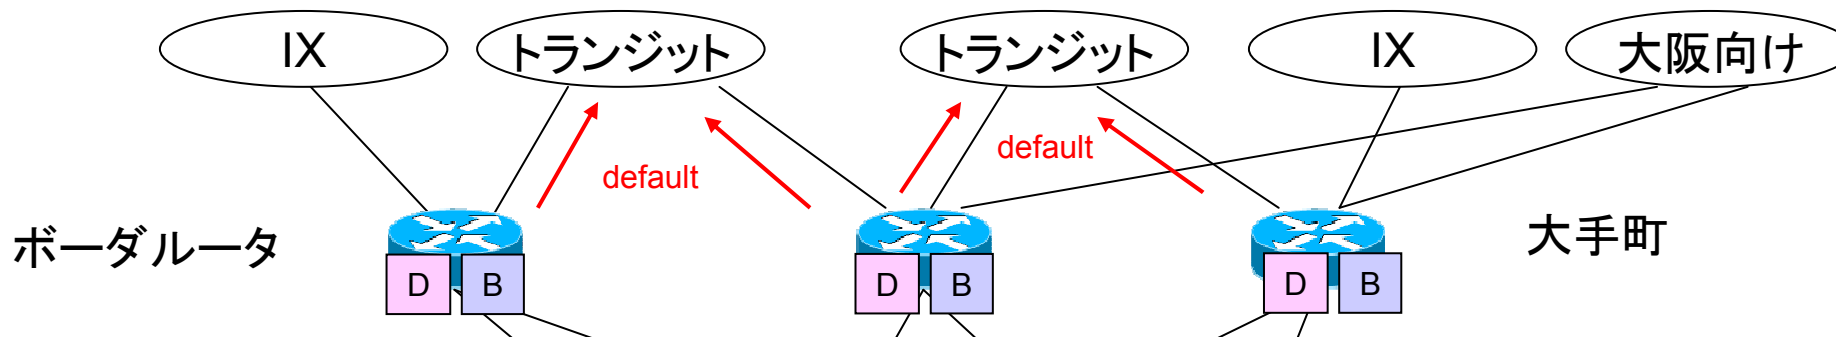 IX
トランジット
トランジット
IX
大阪向け
default
default
ボーダルータ
大手町
D B
D B
D B